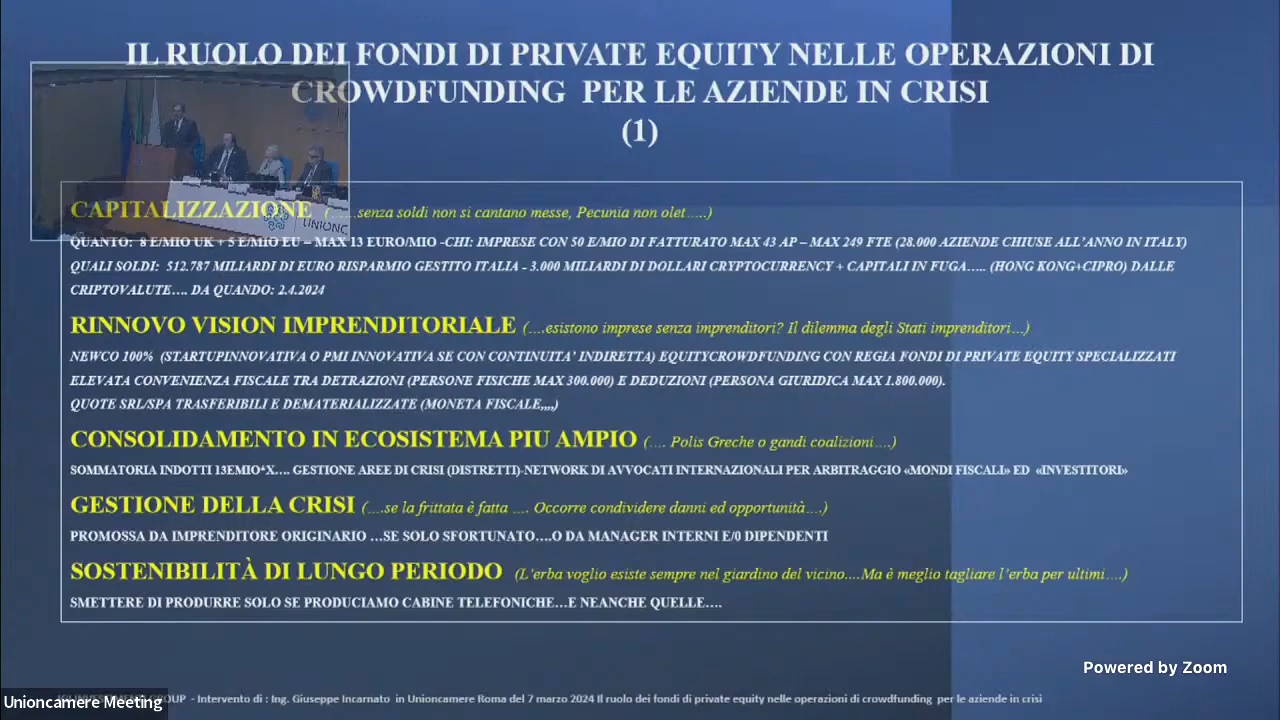 IL RUOLO DEI FONDI DI PRIVATE EQUITY NELLE OPERAZIONI DI
CROWDFUNDING PER LE AZIENDE IN CRISI
(1)
UNIONC
CAPITALIZZAZIONE (……senza soldi non si cantano messe, Pecunia non olet…..)
QUANTO: 8 E/MIO UK + 5 E/MIO EU – MAX 13 EURO/MIO -CHI: IMPRESE CON 50 E/MIO DI FATTURATO MAX 43 AP – MAX 249 FTE (28.000 AZIENDE CHIUSE ALL'ANNO IN ITALY)
QUALI SOLDI: 512.787 MILIARDI DI EURO RISPARMIO GESTITO ITALIA - 3.000 MILIARDI DI DOLLARI CRYPTOCURRENCY + CAPITALI IN FUGA….. (HONG KONG+CIPRO) DALLE
CRIPTOVALUTE…. DA QUANDO: 2.4.2024
RINNOVO VISION IMPRENDITORIALE (….esistono imprese senza imprenditori? Il dilemma degli Stati imprenditori…)
NEWCO 100% (STARTUPINNOVATIVA O PMI INNOVATIVA SE CON CONTINUITA' INDIRETTA) EQUITYCROWDFUNDING CON REGIA FONDI DI PRIVATE EQUITY SPECIALIZZATI
ELEVATA CONVENIENZA FISCALE TRA DETRAZIONI (PERSONE FISICHE MAX 300.000) E DEDUZIONI (PERSONA GIURIDICA MAX 1.800.000).
QUOTE SRL/SPA TRASFERIBILI E DEMATERIALIZZATE (MONETA FISCALE,,,,)
CONSOLIDAMENTO IN ECOSISTEMA PIU AMPIO (…. Polis Greche o gandi coalizioni….)
SOMMATORIA INDOTTI 13EMIO*X…. GESTIONE AREE DI CRISI (DISTRETTI)-NETWORK DI AVVOCATI INTERNAZIONALI PER ARBITRAGGIO «MONDI FISCALI» ED «INVESTITORI»
GESTIONE DELLA CRISI (….se la frittata è fatta …. Occorre condividere danni ed opportunità….)
PROMOSSA DA IMPRENDITORE ORIGINARIO …SE SOLO SFORTUNATO….O DA MANAGER INTERNI E/0 DIPENDENTI
SOSTENIBILITÀ DI LUNGO PERIODO (L'erba voglio esiste sempre nel giardino del vicino....Ma è meglio tagliare l'erba per ultimi….)
SMETTERE DI PRODURRE SOLO SE PRODUCIAMO CABINE TELEFONICHE…E NEANCHE QUELLE….
Powered by Zoom
GROUP - Intervento di : Ing. Giuseppe Incarnato in Unioncamere Roma del 7 marzo 2024 Il ruolo dei fondi di private equity nelle operazioni di crowdfunding per le aziende in crisi
Unioncamere Meeting